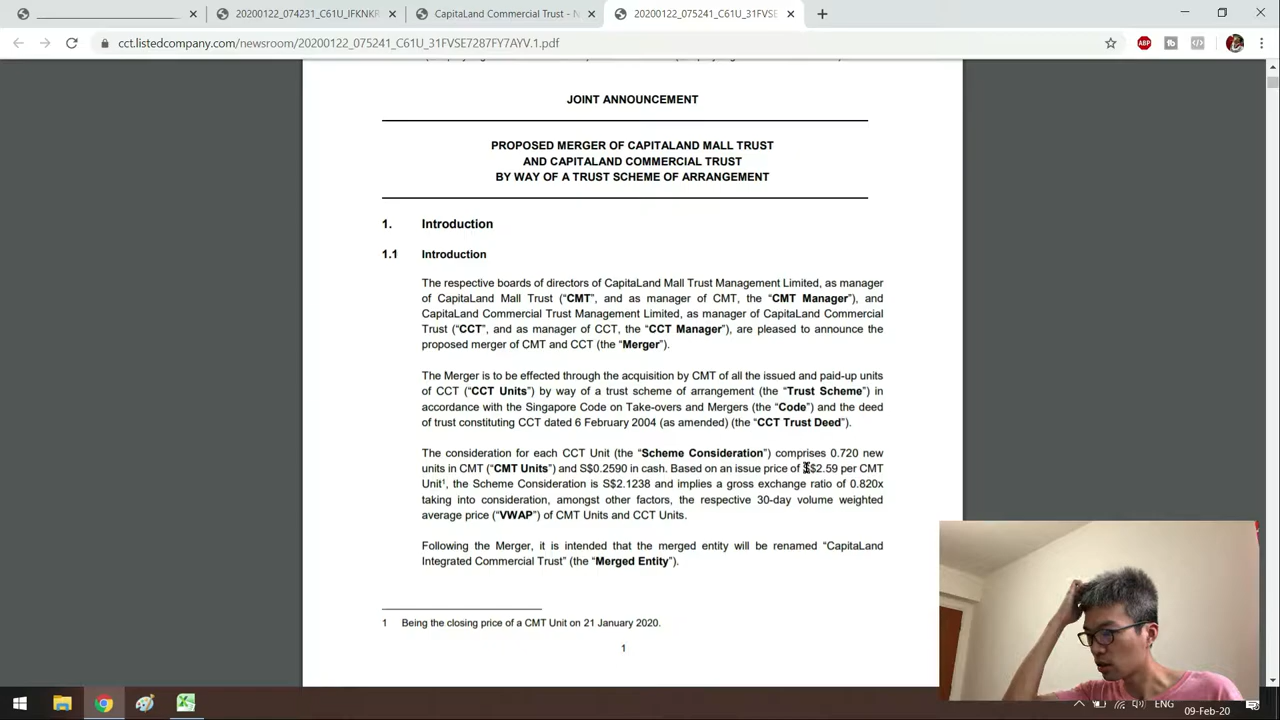 20200122_074231_C61U_IFKNKR
CapitaLand Commercial Trust - N
20200122_075241_C61U_31FVSE
cct.listedcompany.com/newsroom/20200122_075241_C61U_31FVSE7287FY7AYV.1.pdf
ABP
JOINT ANNOUNCEMENT
PROPOSED MERGER OF CAPITALAND MALL TRUST
AND CAPITALAND COMMERCIAL TRUST
BY WAY OF A TRUST SCHEME OF ARRANGEMENT
1. Introduction
1.1 Introduction
The respective boards of directors of CapitaLand Mall Trust Management Limited, as manager
of CapitaLand Mall Trust (“CMT”, and as manager of CMT, the “CMT Manager”), and
CapitaLand Commercial Trust Management Limited, as manager of CapitaLand Commercial
Trust (“CCT”, and as manager of CCT, the “CCT Manager”), are pleased to announce the
proposed merger of CMT and CCT (the “Merger”).
The Merger is to be effected through the acquisition by CMT of all the issued and paid-up units
of CCT (“CCT Units”) by way of a trust scheme of arrangement (the “Trust Scheme”) in
accordance with the Singapore Code on Take-overs and Mergers (the “Code”) and the deed
of trust constituting CCT dated 6 February 2004 (as amended) (the “CCT Trust Deed”).
The consideration for each CCT Unit (the “Scheme Consideration”) comprises 0.720 new
units in CMT (“CMT Units”) and S$0.2590 in cash. Based on an issue price of S$2.59 per CMT
Unit¹, the Scheme Consideration is S$2.1238 and implies a gross exchange ratio of 0.820x
taking into consideration, amongst other factors, the respective 30-day volume weighted
average price (“VWAP”) of CMT Units and CCT Units.
Following the Merger, it is intended that the merged entity will be renamed “CapitaLand
Integrated Commercial Trust” (the “Merged Entity”).
1 Being the closing price of a CMT Unit on 21 January 2020.
1
ENG
09-Feb-20